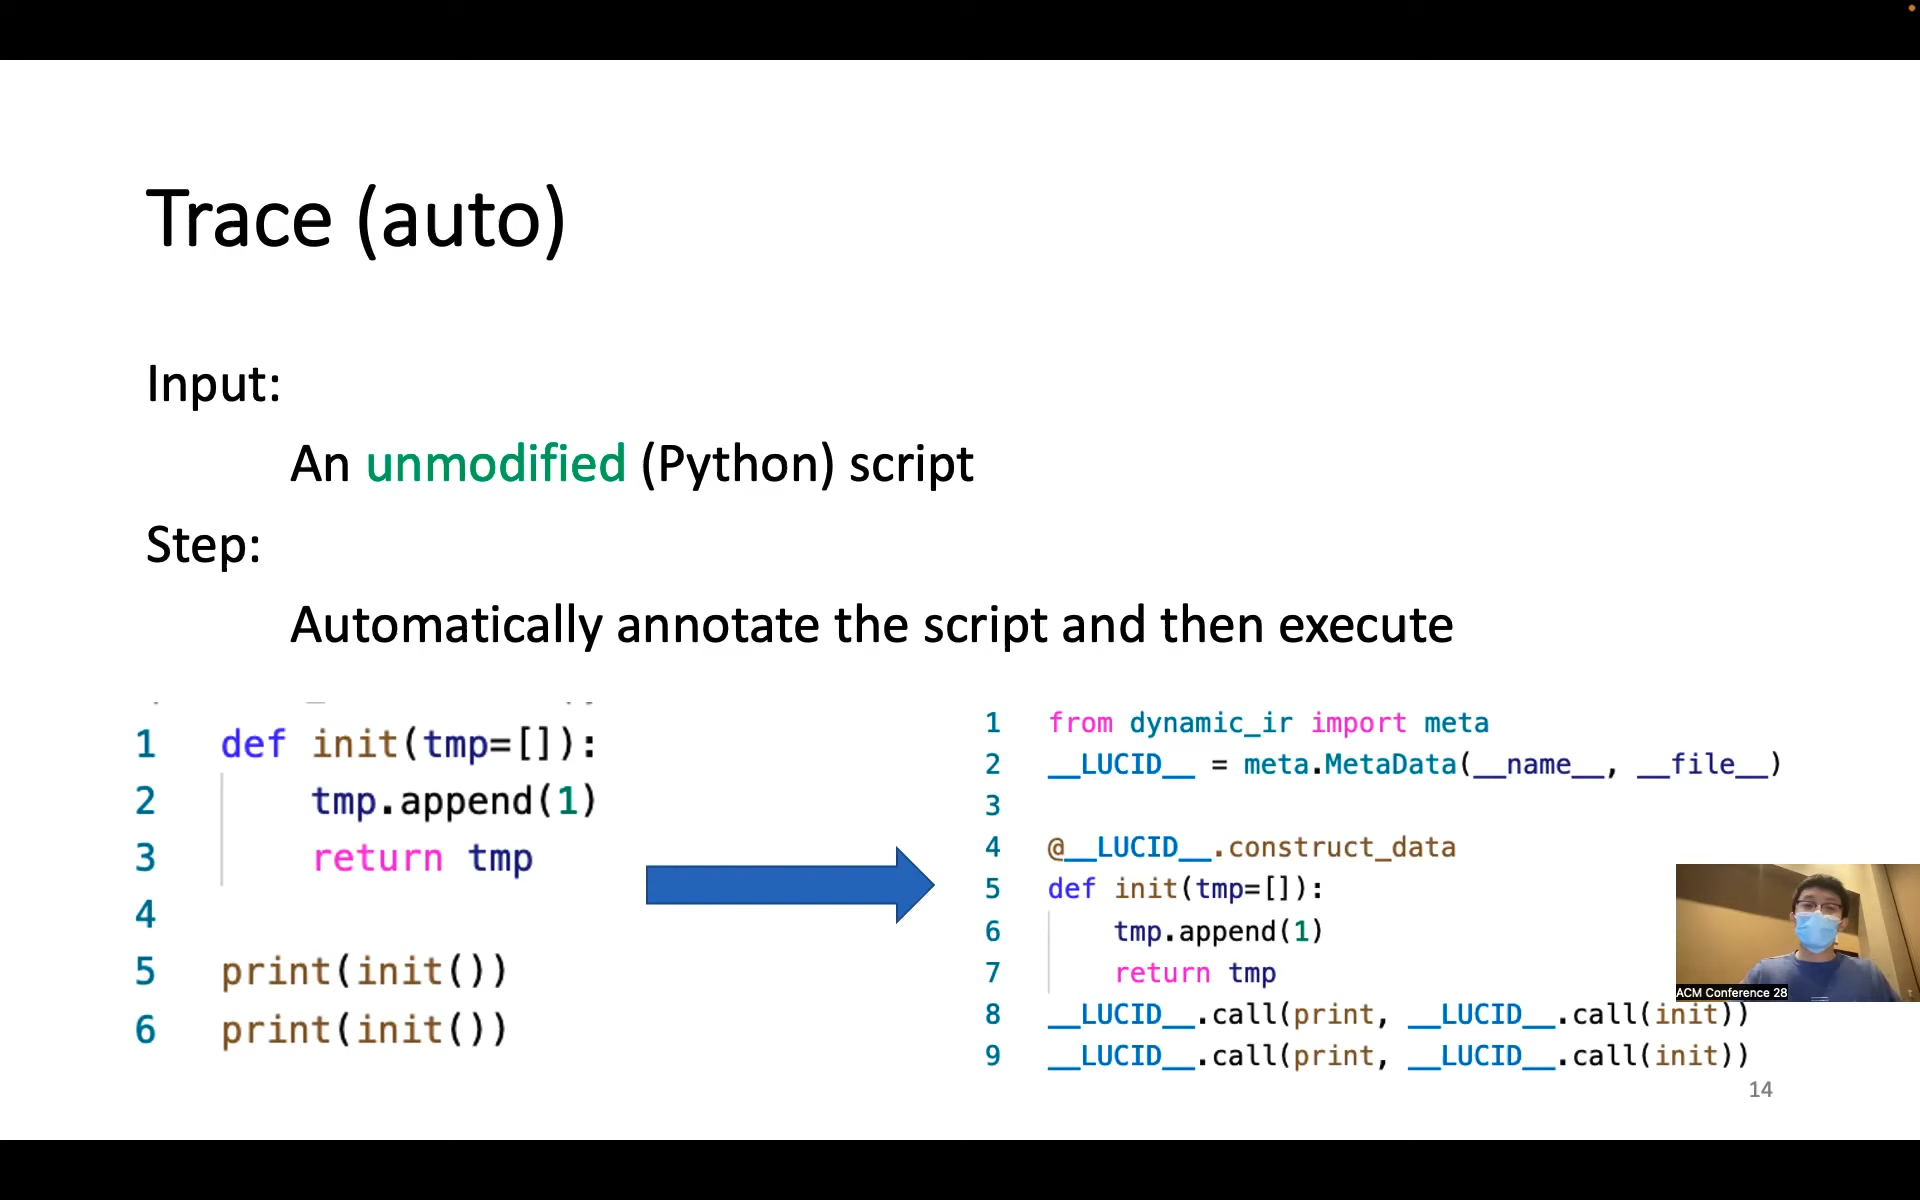 Trace (auto)
Input:
An unmodified (Python) script
Step:
Automatically annotate the script and then execute
1 def init(tmp=[]):
2 tmp.append(1)
3 return tmp
4
5 print(init())
6 print(init())
1 from dynamic_ir import meta
2 __LUCID__ = meta.MetaData(__name__, __file__)
3
4 @__LUCID__.construct_data
5 def init(tmp=[]):
6 tmp.append(1)
7 return tmp
8 __LUCID__.call(print, __LUCID__.call(init))
9 __LUCID__.call(print, __LUCID__.call(init))
ACM Conference 28
14